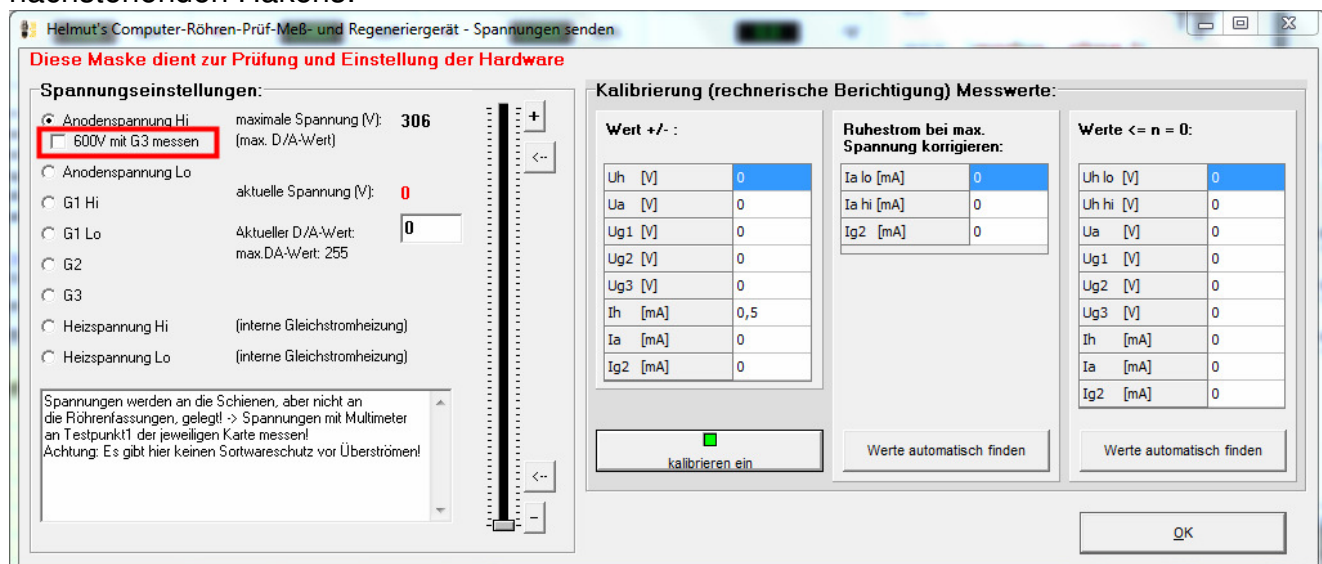 nachstehenden Hakens:
Helmut's Computer-Röhren-Prüf-Meß- und Regeneriergerät - Spannungen senden
Diese Maske dient zur Prüfung und Einstellung der Hardware
Spannungseinstellungen:
Anodenspannung Hi
maximale Spannung (V): 306
600V mit G3 messen
(max. D/A-Wert)
Anodenspannung Lo
aktuelle Spannung (V): 0
G1 Hi
G1 Lo
Aktueller D/A-Wert: 0
max.DA-Wert: 255
G2
G3
Heizspannung Hi (interne Gleichstromheizung)
Heizspannung Lo (interne Gleichstromheizung)
Spannungen werden an die Schienen, aber nicht an
die Röhrenfassungen, gelegt! -> Spannungen mit Multimeter
an Testpunkt1 der jeweiligen Karte messen!
Achtung: Es gibt hier keinen Sortwareschutz vor Überströmen!
+
<--
<--
-
Kalibrierung (rechnerische Berichtigung) Messwerte:
Wert +/- :
Uh [V] 0
Ua [V] 0
Ug1 [V] 0
Ug2 [V] 0
Ug3 [V] 0
Ih [mA] 0,5
Ia [mA] 0
Ig2 [mA] 0
kalibrieren ein
Ruhestrom bei max.
Spannung korrigieren:
Ia lo [mA] 0
Ia hi [mA] 0
Ig2 [mA] 0
Werte automatisch finden
Werte <= n = 0:
Uh lo [V] 0
Uh hi [V] 0
Ua [V] 0
Ug1 [V] 0
Ug2 [V] 0
Ug3 [V] 0
Ih [mA] 0
Ia [mA] 0
Ig2 [mA] 0
Werte automatisch finden
OK